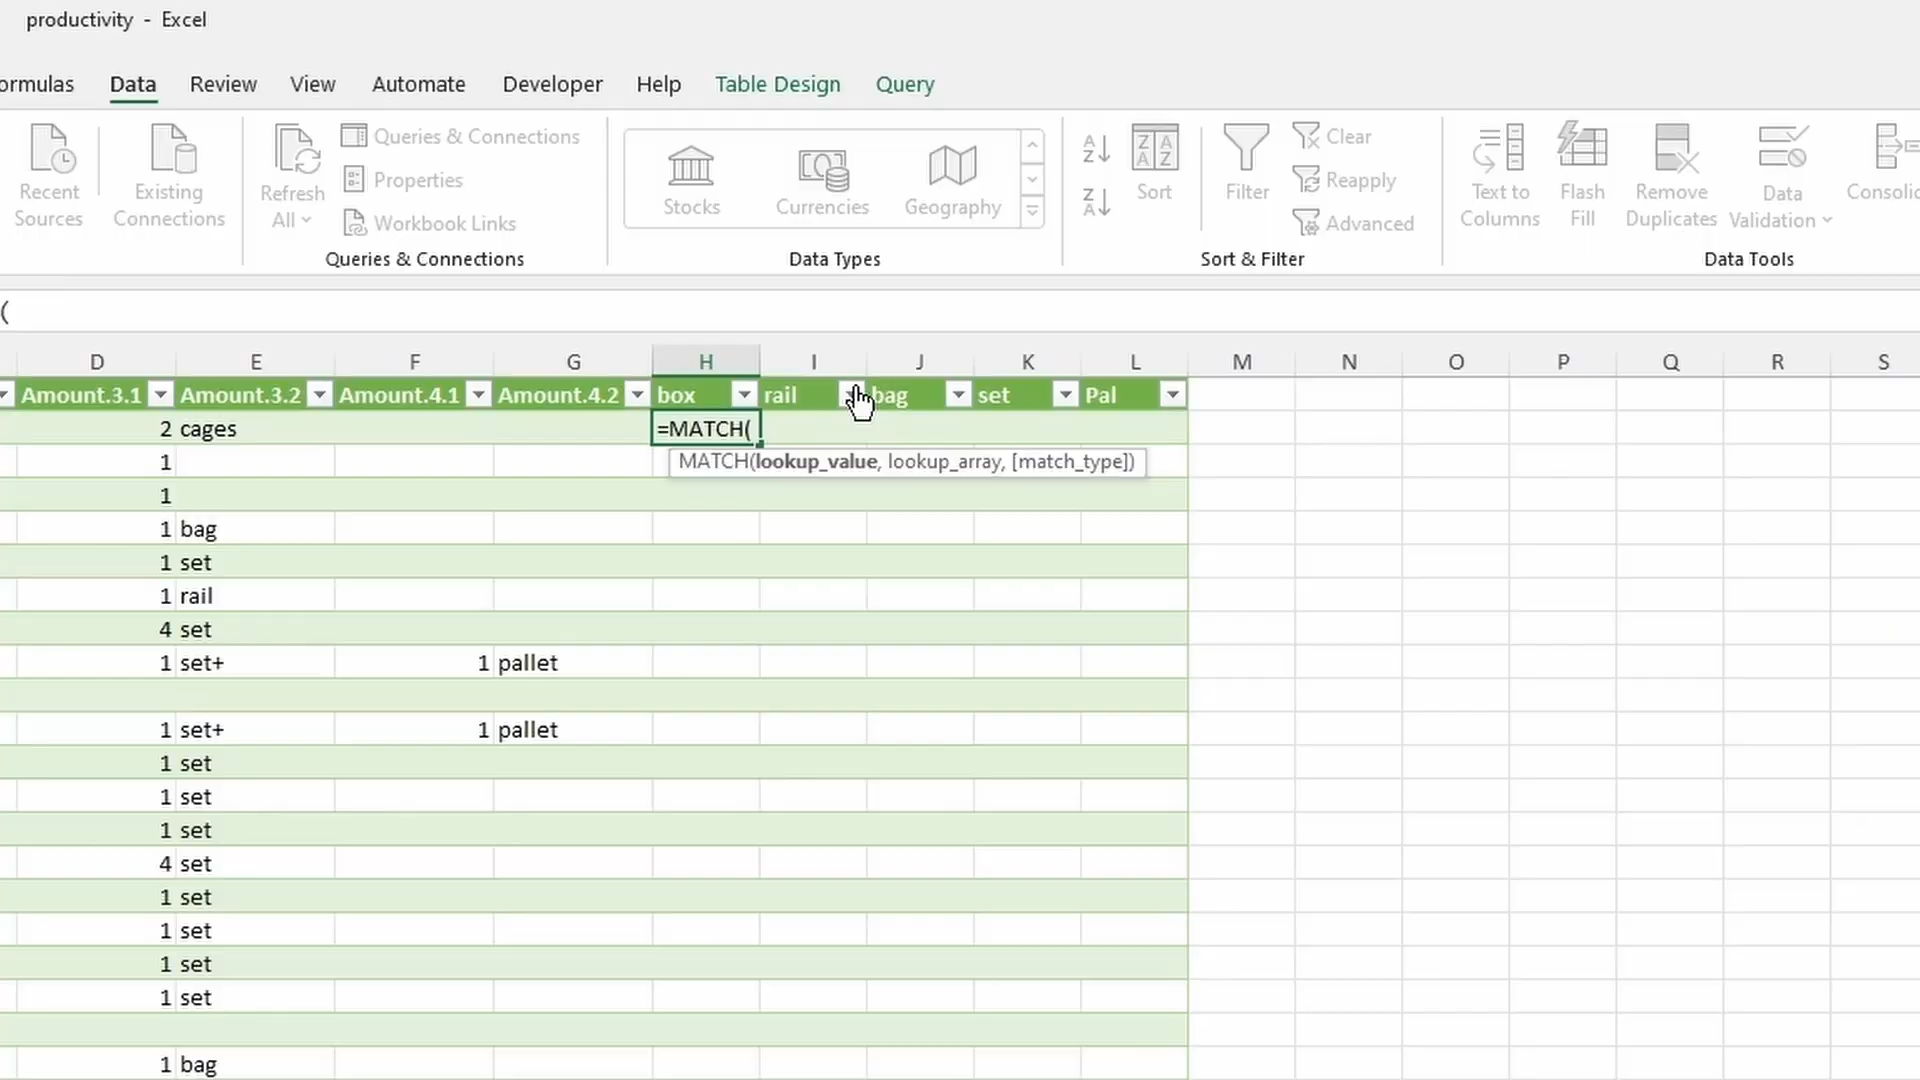 productivity - Excel
ormulas Data Review View Automate Developer Help Table Design Query
Recent Sources
Existing Connections
Refresh All
Queries & Connections
Properties
Workbook Links
Queries & Connections
Stocks Currencies Geography
Data Types
Sort
Filter
Clear
Reapply
Advanced
Sort & Filter
Text to Columns
Flash Fill
Remove Duplicates
Data Validation
Consolid
Data Tools
(
D E F G H I J K L M N O P Q R S
Amount.3.1 Amount.3.2 Amount.4.1 Amount.4.2 box rail bag set Pal
2 cages =MATCH(
1 MATCH(lookup_value, lookup_array, [match_type])
1
1 bag
1 set
1 rail
4 set
1 set+ 1 pallet
1 set+ 1 pallet
1 set
1 set
1 set
4 set
1 set
1 set
1 set
1 set
1 bag